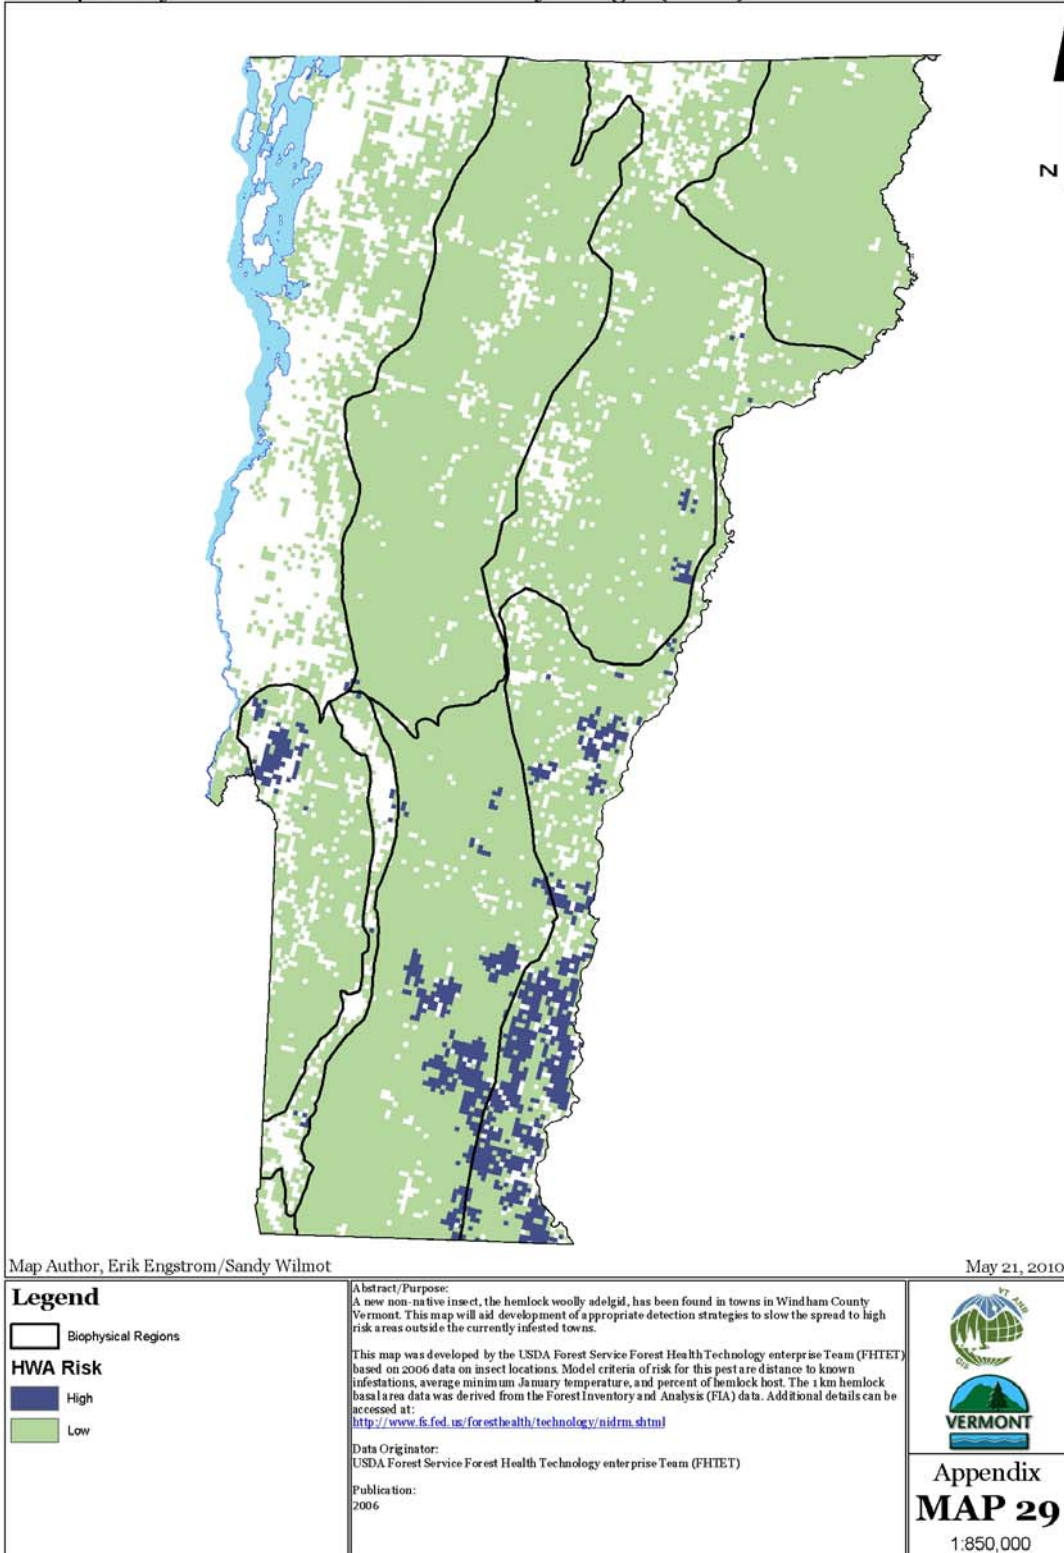 N
Map Author, Erik Engstrom/Sandy Wilmot
May 21, 2010
Legend
Biophysical Regions
HWA Risk
High
Low
Abstract/Purpose:
A new non-native insect, the hemlock woolly adelgid, has been found in towns in Windham County
Vermont. This map will aid development of appropriate detection strategies to slow the spread to high
risk areas outside the currently infested towns.
This map was developed by the USDA Forest Service Forest Health Technology enterprise Team (FHTET)
based on 2006 data on insect locations. Model criteria of risk for this pest are distance to known
infestations, average minimum January temperature, and percent of hemlock host. The 1 km hemlock
basal area data was derived from the Forest Inventory and Analysis (FIA) data. Additional details can be
accessed at:
http://www.fs.fed.us/foresthealth/technology/nidrm.shtml
Data Originator:
USDA Forest Service Forest Health Technology enterprise Team (FHTET)
Publication:
2006
VT ANR
GIS
VERMONT
Appendix
MAP 29
1:850,000